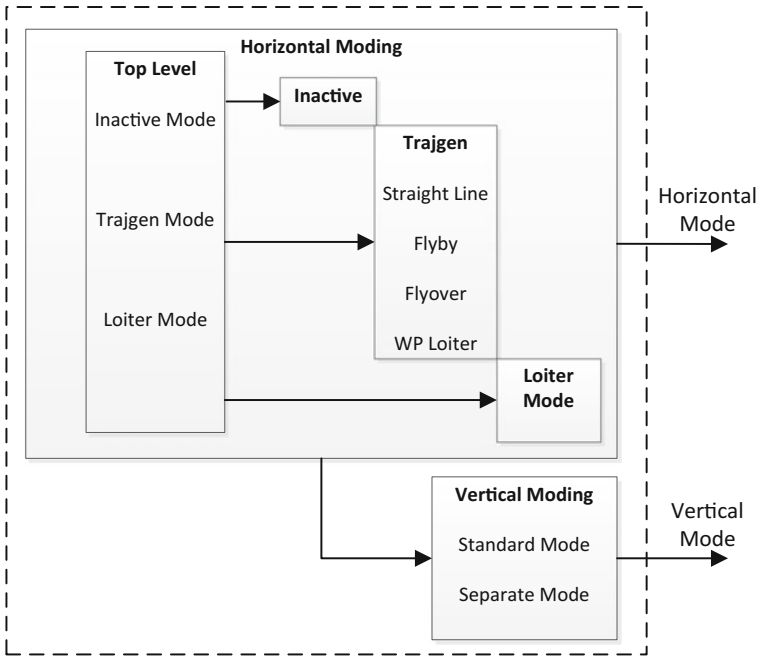 Horizontal Moding
Top Level
Inactive Mode
Trajgen Mode
Loiter Mode
Inactive
Trajgen
Straight Line
Flyby
Flyover
WP Loiter
Loiter
Mode
Horizontal
Mode
Vertical Moding
Standard Mode
Separate Mode
Vertical
Mode